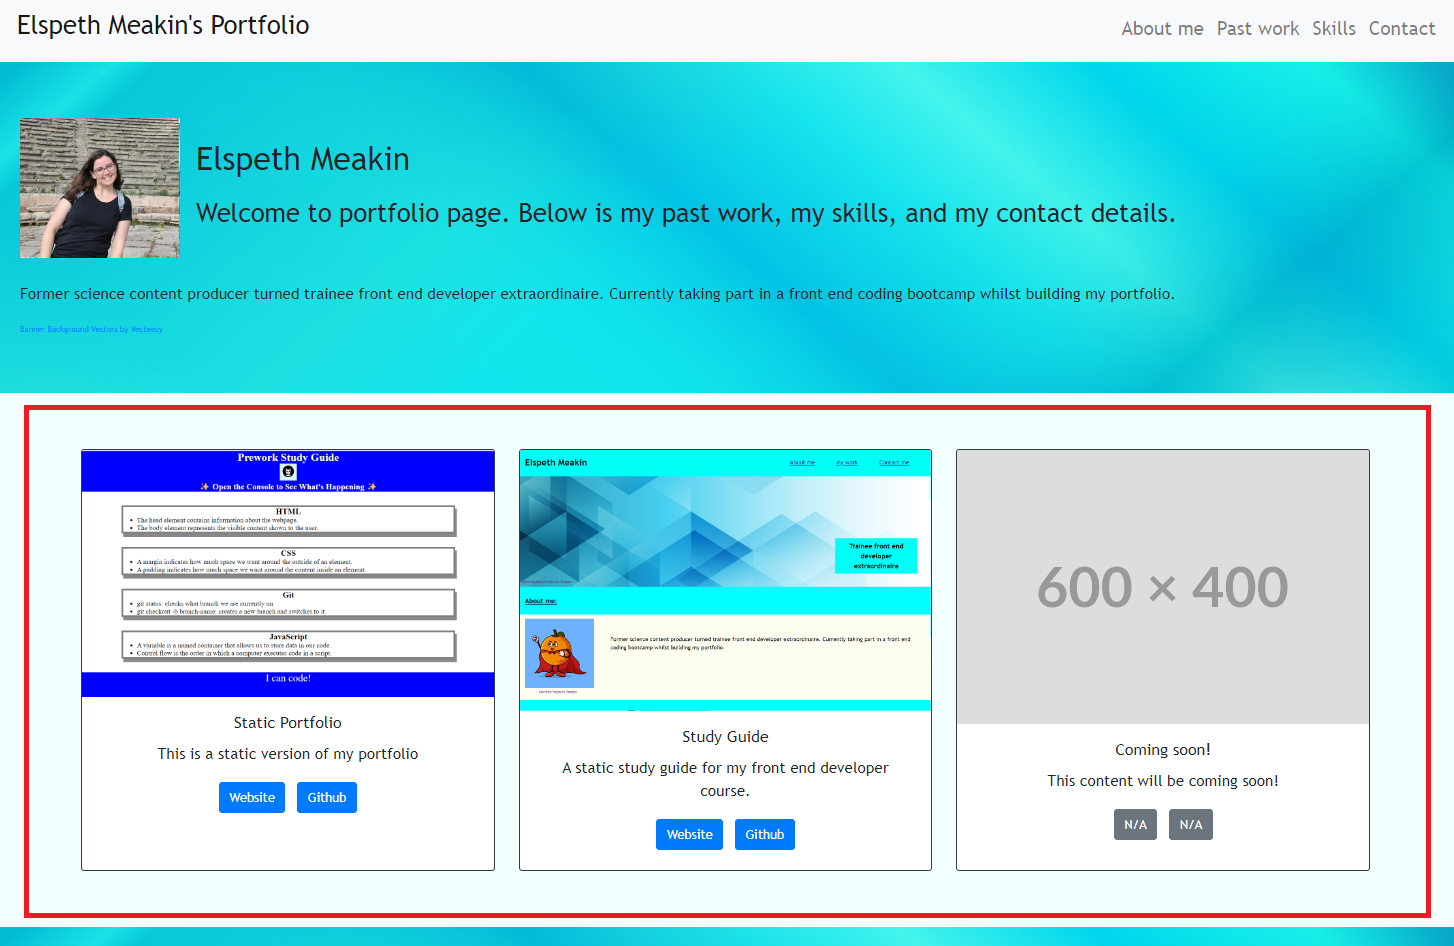 Elspeth Meakin's Portfolio
About me Past work Skills Contact
Elspeth Meakin
Welcome to portfolio page. Below is my past work, my skills, and my contact details.
Former science content producer turned trainee front end developer extraordinaire. Currently taking part in a front end coding bootcamp whilst building my portfolio.
Banner Background Vectors by Vecteezy
Prework Study Guide
✨ Open the Console to See What's Happening ✨
HTML
• The head element contains information about the webpage.
• The body element represents the visible content shown to the user.
CSS
• A margin indicates how much space we want around the outside of an element.
• A padding indicates how much space we want around the content inside an element.
Git
• git status: checks what branch we are currently on
• git checkout -b branch-name: creates a new branch and switches to it
JavaScript
• A variable is a named container that allows us to store data in our code.
• Control flow is the order in which a computer executes code in a script.
I can code!
Static Portfolio
This is a static version of my portfolio
Website Github
Elspeth Meakin
About me My work Contact me
Trainee front end
developer
extraordinaire
About me:
Former science content producer turned trainee front end developer extraordinaire. Currently taking part in a front end
coding bootcamp whilst building my portfolio.
Study Guide
A static study guide for my front end developer
course.
Website Github
600 × 400
Coming soon!
This content will be coming soon!
N/A N/A